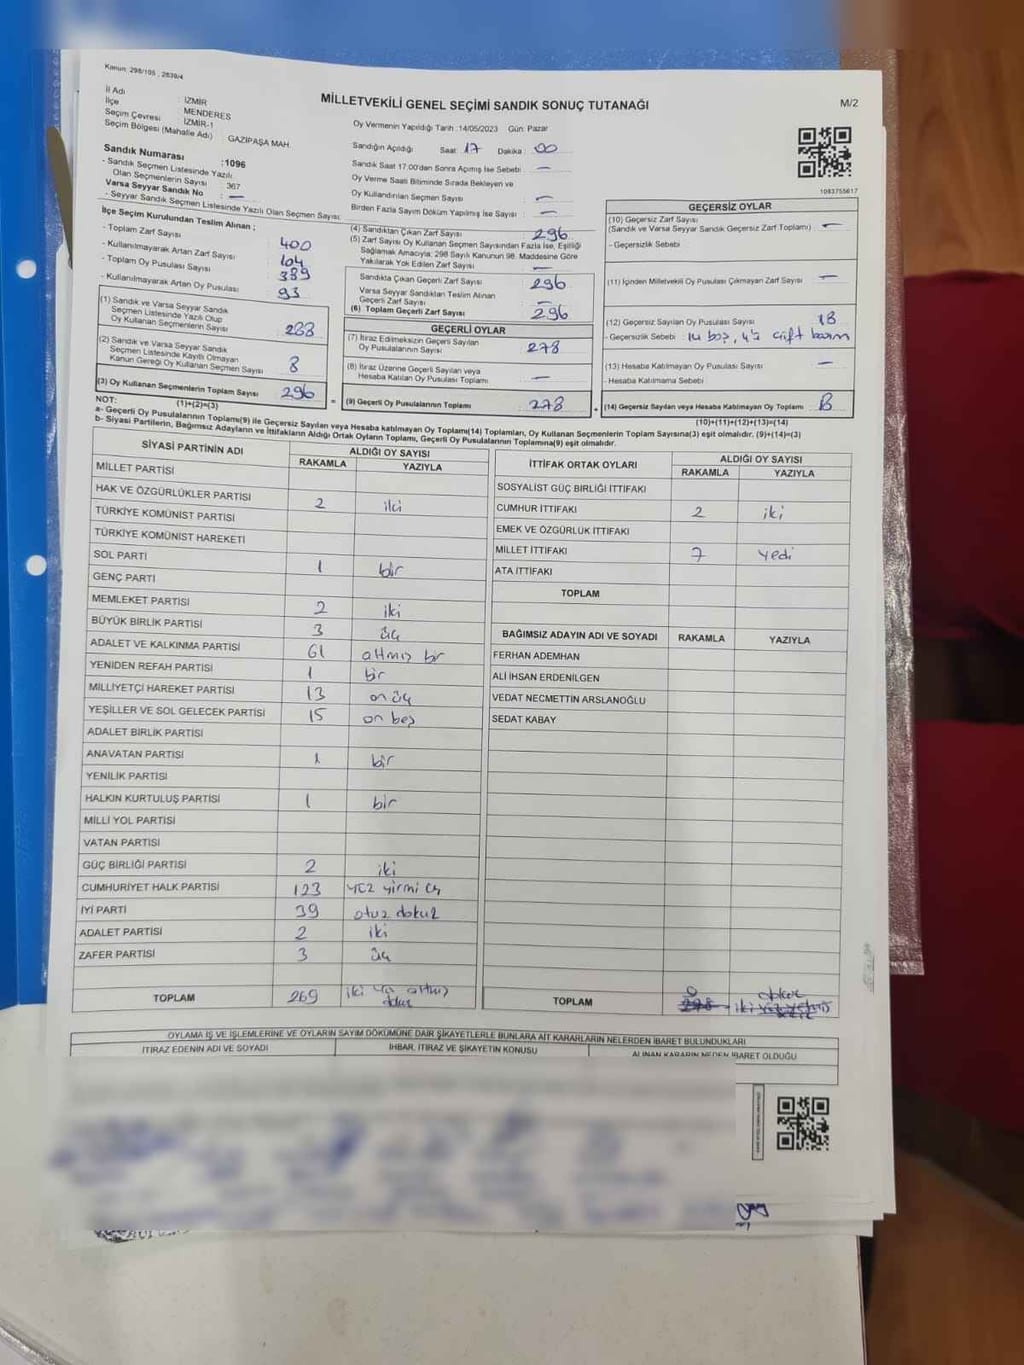 Kanun: 298/105 , 2839/4
MİLLETVEKİLİ GENEL SEÇİMİ SANDIK SONUÇ TUTANAĞI
M/2
İl Adı : İZMİR
İlçe : MENDERES
Seçim Çevresi İZMİR-1
Seçim Bölgesi (Mahalle Adı) GAZİPAŞA MAH.
Sandık Numarası :1096
- Sandık Seçmen Listesinde Yazılı
Olan Seçmenlerin Sayısı : 367
Varsa Seyyar Sandık No : —
- Seyyar Sandık Seçmen Listesinde Yazılı Olan Seçmen Sayısı:
Oy Vermenin Yapıldığı Tarih :14/05/2023 Gün: Pazar
Sandığın Açıldığı Saat: 17 Dakika : 00
Sandık Saat 17.00'dan Sonra Açılmış İse Sebebi : —
Oy Verme Saati Bitiminde Sırada Bekleyen ve
Oy Kullandırılan Seçmen Sayısı : —
Birden Fazla Sayım Döküm Yapılmış İse Sayısı : —
1093755617
İlçe Seçim Kurulundan Teslim Alınan ;
- Toplam Zarf Sayısı : 400
- Kullanılmayarak Artan Zarf Sayısı : 104
- Toplam Oy Pusulası Sayısı : 389
- Kullanılmayarak Artan Oy Pusulası : 93
(1) Sandık ve Varsa Seyyar Sandık
Seçmen Listesinde Yazılı Olup
Oy Kullanan Seçmenlerin Sayısı : 288
(2) Sandık ve Varsa Seyyar Sandık
Seçmen Listesinde Kayıtlı Olmayan
Kanun Gereği Oy Kullanan Seçmen Sayısı : 8
(3) Oy Kullanan Seçmenlerin Toplam Sayısı : 296
(1)+(2)=(3)
(4) Sandıktan Çıkan Zarf Sayısı : 296
(5) Zarf Sayısı Oy Kullanan Seçmen Sayısından Fazla İse, Eşitliği
Sağlamak Amacıyla; 298 Sayılı Kanunun 98. Maddesine Göre
Yakılarak Yok Edilen Zarf Sayısı : —
Sandıkta Çıkan Geçerli Zarf Sayısı : 296
Varsa Seyyar Sandıktan Teslim Alınan
Geçerli Zarf Sayısı : —
(6) Toplam Geçerli Zarf Sayısı : 296
GEÇERLİ OYLAR
(7) İtiraz Edilmeksizin Geçerli Sayılan
Oy Pusulalarının Sayısı : 278
(8) İtiraz Üzerine Geçerli Sayılan veya
Hesaba Katılan Oy Pusulası Toplamı : —
(9) Geçerli Oy Pusulalarının Toplamı : 278
GEÇERSİZ OYLAR
(10) Geçersiz Zarf Sayısı
(Sandık ve Varsa Seyyar Sandık Geçersiz Zarf Toplamı) : —
- Geçersizlik Sebebi :
(11) İçinden Milletvekili Oy Pusulası Çıkmayan Zarf Sayısı : —
(12) Geçersiz Sayılan Oy Pusulası Sayısı : 18
- Geçersizlik Sebebi : 14 boş,
(13) Hesaba Katılmayan Oy Pusulası Sayısı : —
- Hesaba Katılmama Sebebi :
(14) Geçersiz Sayılan veya Hesaba Katılmayan Oy Toplamı : 18
(10)+(11)+(12)+(13)=(14)
NOT:
a- Geçerli Oy Pusulalarının Toplamı(9) ile Geçersiz Sayılan veya Hesaba Katılmayan Oy Toplamı(14) Toplamları, Oy Kullanan Seçmenlerin Toplam Sayısına(3) eşit olmalıdır. (9)+(14)=(3)
b- Siyasi Partilerin, Bağımsız Adayların ve İttifakların Aldığı Ortak Oyların Toplamı, Geçerli Oy Pusulalarının Toplamına(9) eşit olmalıdır.
SİYASİ PARTİNİN ADI ALDIĞI OY SAYISI
RAKAMLA YAZIYLA
MİLLET PARTİSİ
HAK VE ÖZGÜRLÜKLER PARTİSİ 2 iki
TÜRKİYE KOMÜNİST PARTİSİ
TÜRKİYE KOMÜNİST HAREKETİ
SOL PARTİ 1 bir
GENÇ PARTİ
MEMLEKET PARTİSİ 2 iki
BÜYÜK BİRLİK PARTİSİ 3 üç
ADALET VE KALKINMA PARTİSİ 61 altmış bir
YENİDEN REFAH PARTİSİ 1 bir
MİLLİYETÇİ HAREKET PARTİSİ 13 on üç
YEŞİLLER VE SOL GELECEK PARTİSİ 15 on beş
ADALET BİRLİK PARTİSİ
ANAVATAN PARTİSİ 1 bir
YENİLİK PARTİSİ
HALKIN KURTULUŞ PARTİSİ 1 bir
MİLLİ YOL PARTİSİ
VATAN PARTİSİ
GÜÇ BİRLİĞİ PARTİSİ 2 iki
CUMHURİYET HALK PARTİSİ 123 yüz yirmi üç
İYİ PARTİ 39 otuz dokuz
ADALET PARTİSİ 2 iki
ZAFER PARTİSİ 3 üç
TOPLAM 269 iki yüz altmış
dokuz
İTTİFAK ORTAK OYLARI ALDIĞI OY SAYISI
RAKAMLA YAZIYLA
SOSYALİST GÜÇ BİRLİĞİ İTTİFAKI
CUMHUR İTTİFAKI 2 iki
EMEK VE ÖZGÜRLÜK İTTİFAKI
MİLLET İTTİFAKI 7 yedi
ATA İTTİFAKI
TOPLAM
BAĞIMSIZ ADAYIN ADI VE SOYADI RAKAMLA YAZIYLA
FERHAN ADEMHAN
ALİ İHSAN ERDENİLGEN
VEDAT NECMETTİN ARSLANOĞLU
SEDAT KABAY
TOPLAM 9 dokuz
OYLAMA İŞ VE İŞLEMLERİNE VE OYLARIN SAYIM DÖKÜMÜNE DAİR ŞİKAYETLERLE BUNLARA AİT KARARLARIN NELERDEN İBARET BULUNDUKLARI
İTİRAZ EDENİN ADI VE SOYADI İHBAR, İTİRAZ VE ŞİKAYETİN KONUSU ALINAN KARARIN NEDEN İBARET OLDUĞU